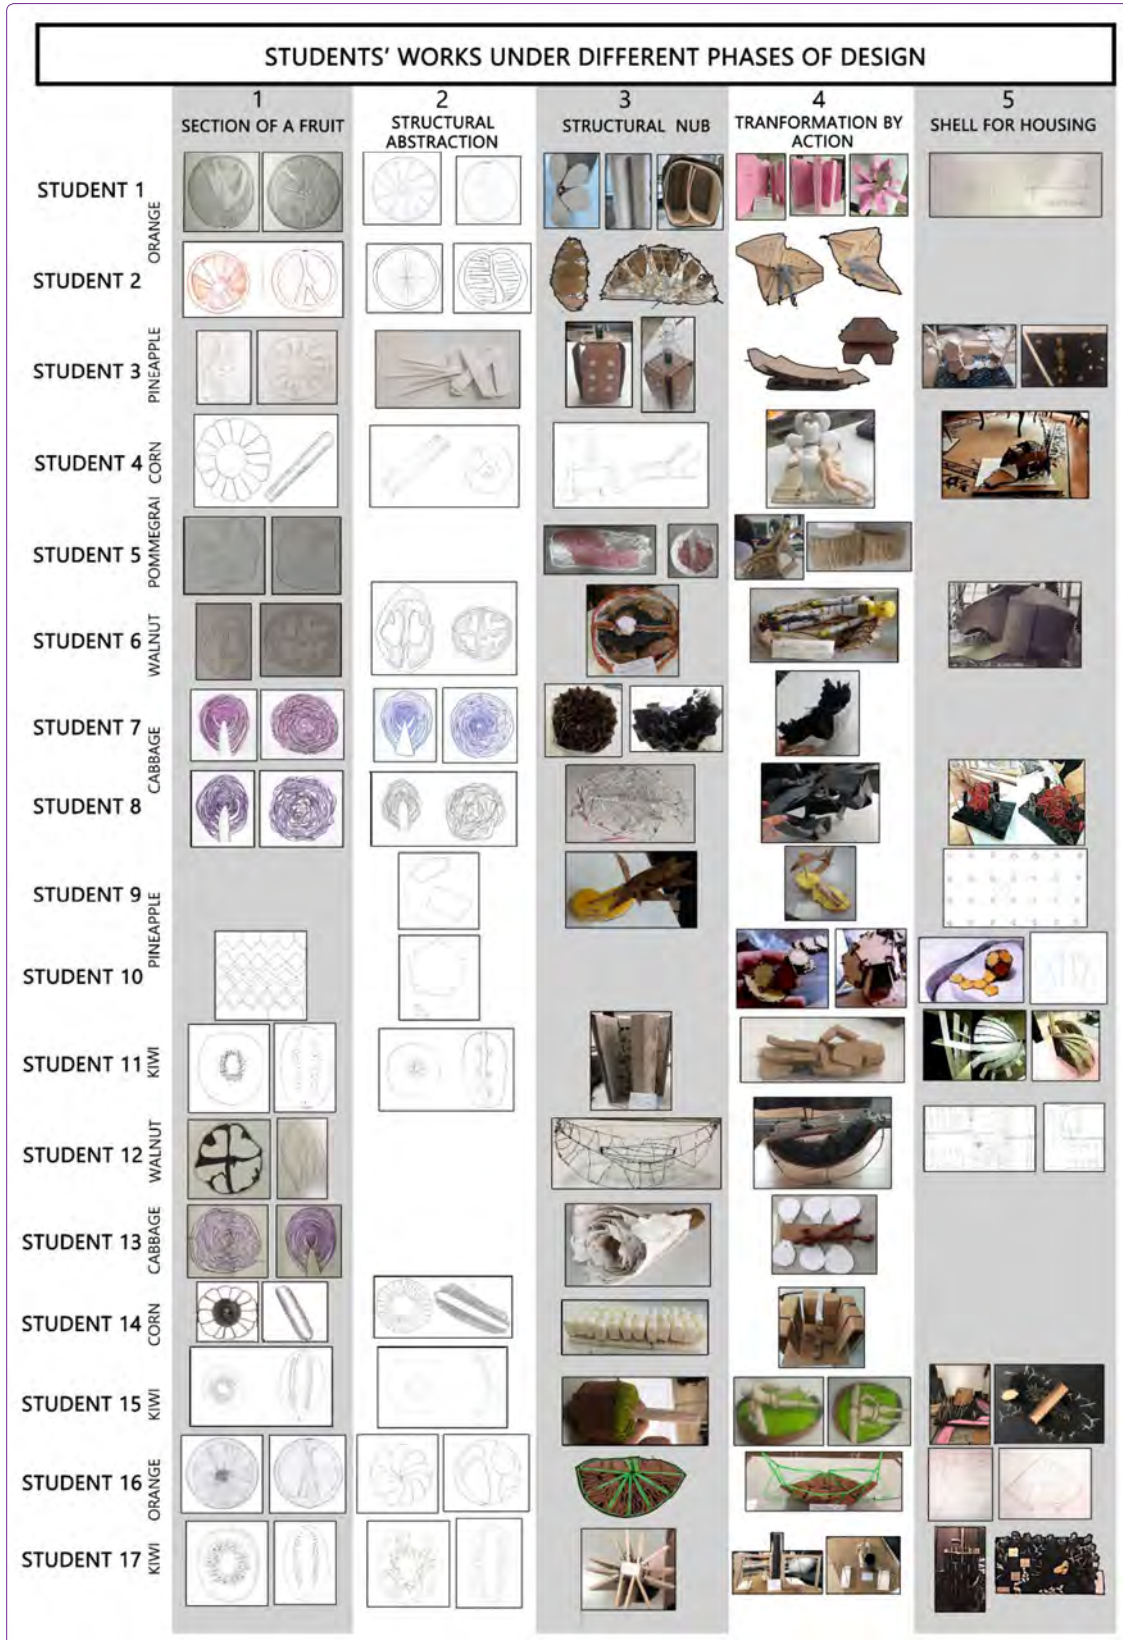 STUDENTS' WORKS UNDER DIFFERENT PHASES OF DESIGN
1
SECTION OF A FRUIT
2
STRUCTURAL
ABSTRACTION
3
STRUCTURAL NUB
4
TRANFORMATION BY
ACTION
5
SHELL FOR HOUSING
STUDENT 1
ORANGE
STUDENT 2
STUDENT 3
PINEAPPLE
STUDENT 4
CORN
STUDENT 5
POMMEGRAI
STUDENT 6
WALNUT
STUDENT 7
CABBAGE
STUDENT 8
STUDENT 9
PINEAPPLE
STUDENT 10
STUDENT 11
KIWI
STUDENT 12
WALNUT
STUDENT 13
CABBAGE
STUDENT 14
CORN
STUDENT 15
KIWI
STUDENT 16
ORANGE
STUDENT 17
KIWI